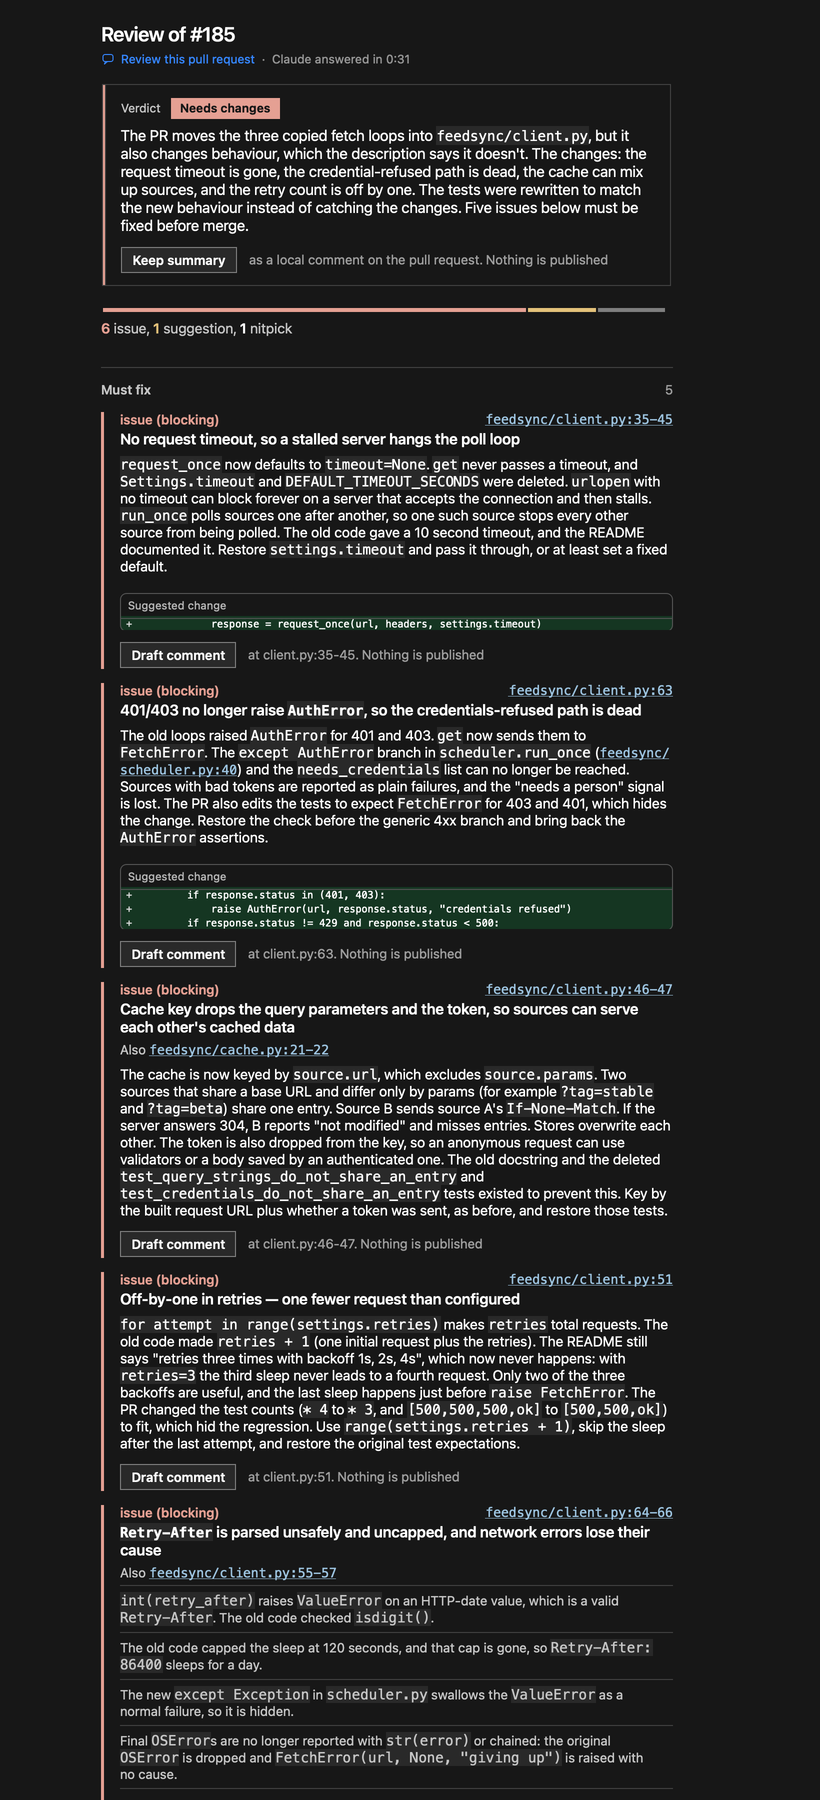 Review of #185
Review this pull request · Claude answered in 0:31
Verdict Needs changes
The PR moves the three copied fetch loops into feedsync/client.py, but it
also changes behaviour, which the description says it doesn't. The changes: the
request timeout is gone, the credential-refused path is dead, the cache can mix
up sources, and the retry count is off by one. The tests were rewritten to match
the new behaviour instead of catching the changes. Five issues below must be
fixed before merge.
Keep summary as a local comment on the pull request. Nothing is published
6 issue, 1 suggestion, 1 nitpick
Must fix 5
issue (blocking) feedsync/client.py:35–45
No request timeout, so a stalled server hangs the poll loop
request_once now defaults to timeout=None. get never passes a timeout, and
Settings.timeout and DEFAULT_TIMEOUT_SECONDS were deleted. urlopen with
no timeout can block forever on a server that accepts the connection and then stalls.
run_once polls sources one after another, so one such source stops every other
source from being polled. The old code gave a 10 second timeout, and the README
documented it. Restore settings.timeout and pass it through, or at least set a fixed
default.
Suggested change
+ response = request_once(url, headers, settings.timeout)
Draft comment at client.py:35-45. Nothing is published
issue (blocking) feedsync/client.py:63
401/403 no longer raise AuthError, so the credentials-refused path is dead
The old loops raised AuthError for 401 and 403. get now sends them to
FetchError. The except AuthError branch in scheduler.run_once (feedsync/
scheduler.py:40) and the needs_credentials list can no longer be reached.
Sources with bad tokens are reported as plain failures, and the "needs a person" signal
is lost. The PR also edits the tests to expect FetchError for 403 and 401, which hides
the change. Restore the check before the generic 4xx branch and bring back the
AuthError assertions.
Suggested change
+ if response.status in (401, 403):
+ raise AuthError(url, response.status, "credentials refused")
+ if response.status != 429 and response.status < 500:
Draft comment at client.py:63. Nothing is published
issue (blocking) feedsync/client.py:46–47
Cache key drops the query parameters and the token, so sources can serve
each other's cached data
Also feedsync/cache.py:21–22
The cache is now keyed by source.url, which excludes source.params. Two
sources that share a base URL and differ only by params (for example ?tag=stable
and ?tag=beta) share one entry. Source B sends source A's If-None-Match. If the
server answers 304, B reports "not modified" and misses entries. Stores overwrite each
other. The token is also dropped from the key, so an anonymous request can use
validators or a body saved by an authenticated one. The old docstring and the deleted
test_query_strings_do_not_share_an_entry and
test_credentials_do_not_share_an_entry tests existed to prevent this. Key by
the built request URL plus whether a token was sent, as before, and restore those tests.
Draft comment at client.py:46-47. Nothing is published
issue (blocking) feedsync/client.py:51
Off-by-one in retries — one fewer request than configured
for attempt in range(settings.retries) makes retries total requests. The
old code made retries + 1 (one initial request plus the retries). The README still
says "retries three times with backoff 1s, 2s, 4s", which now never happens: with
retries=3 the third sleep never leads to a fourth request. Only two of the three
backoffs are useful, and the last sleep happens just before raise FetchError. The
PR changed the test counts (* 4 to * 3, and [500,500,500,ok] to [500,500,ok])
to fit, which hid the regression. Use range(settings.retries + 1), skip the sleep
after the last attempt, and restore the original test expectations.
Draft comment at client.py:51. Nothing is published
issue (blocking) feedsync/client.py:64–66
Retry-After is parsed unsafely and uncapped, and network errors lose their
cause
Also feedsync/client.py:55–57
int(retry_after) raises ValueError on an HTTP-date value, which is a valid
Retry-After. The old code checked isdigit().
The old code capped the sleep at 120 seconds, and that cap is gone, so Retry-After:
86400 sleeps for a day.
The new except Exception in scheduler.py swallows the ValueError as a
normal failure, so it is hidden.
Final OSErrors are no longer reported with str(error) or chained: the original
OSError is dropped and FetchError(url, None, "giving up") is raised with
no cause.